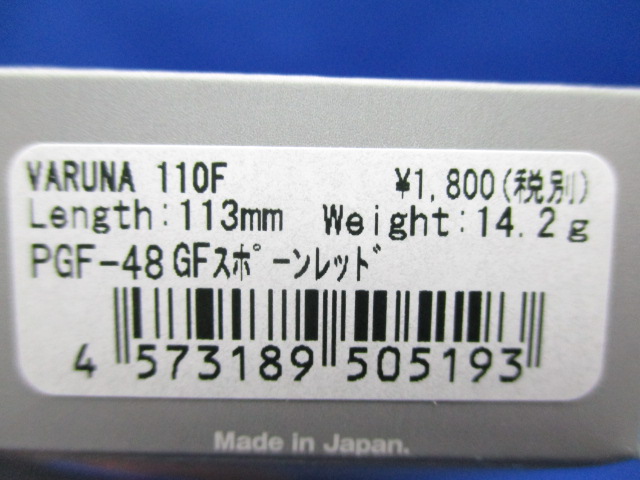 VARUNA 110F ¥1,800(税別)
Length:113mm Weight:14.2g
PGF-48 GFｽﾎﾟｰﾝﾚｯﾄﾞ
4 573189 505193
Made in Japan.